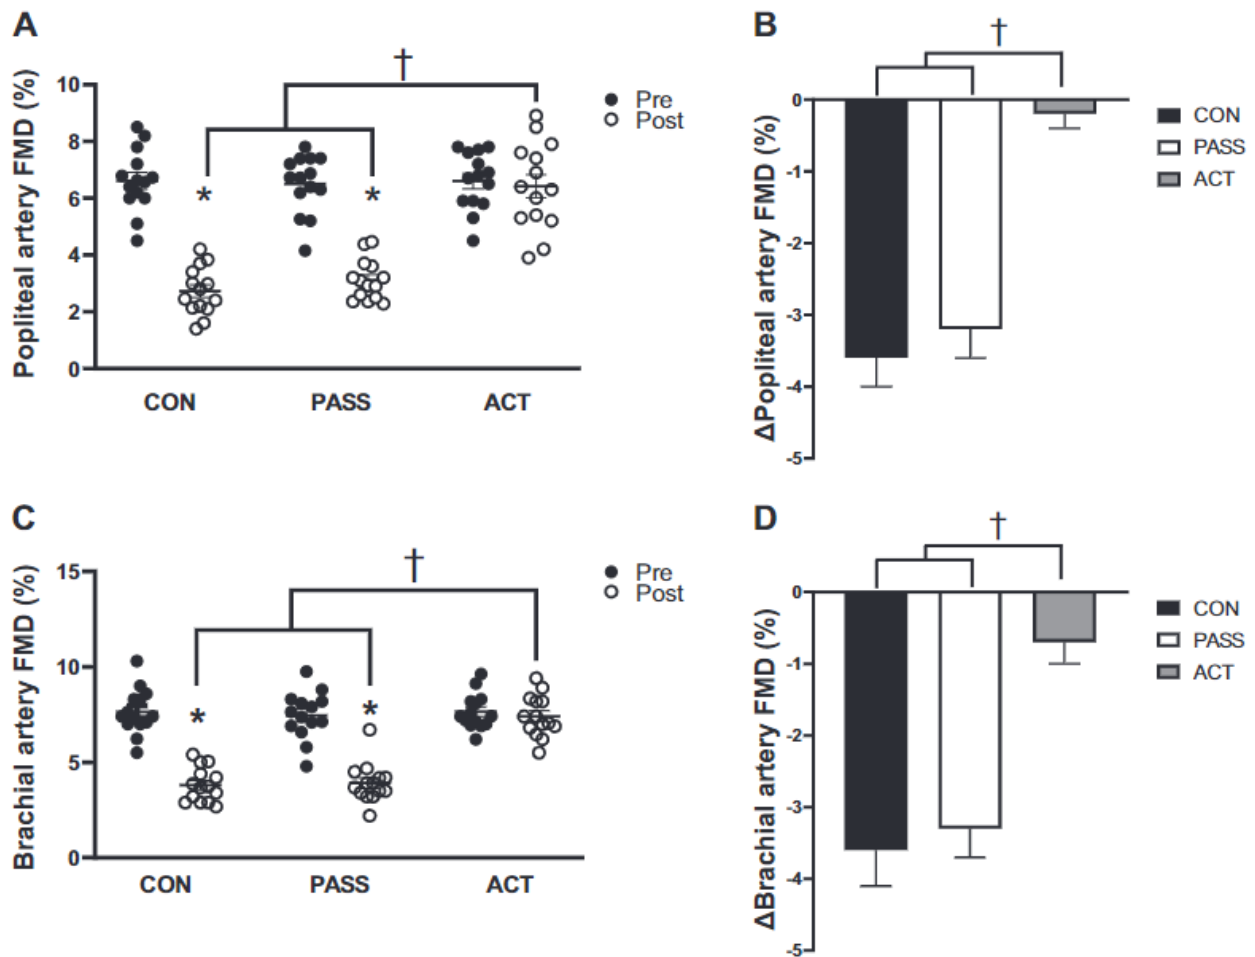 A
Popliteal artery FMD (%)
10
8
6
4
2
0
†
*
*
Pre
Post
CON PASS ACT
B
ΔPopliteal artery FMD (%)
0
-1
-2
-3
-4
-5
†
CON
PASS
ACT
C
Brachial artery FMD (%)
15
10
5
0
†
*
*
Pre
Post
CON PASS ACT
D
ΔBrachial artery FMD (%)
0
-1
-2
-3
-4
-5
†
CON
PASS
ACT